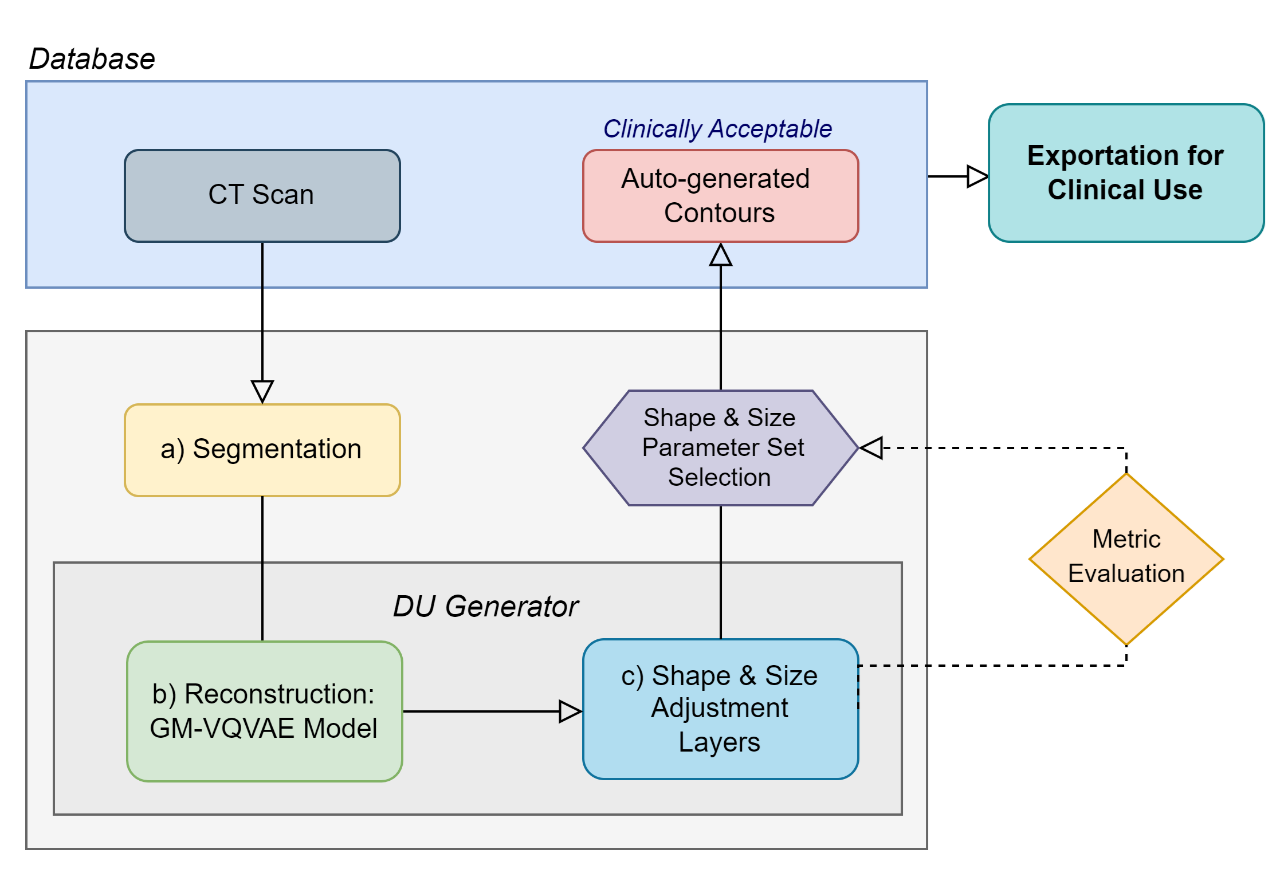 Database
Clinically Acceptable
CT Scan
Auto-generated
Contours
Exportation for
Clinical Use
a) Segmentation
Shape & Size
Parameter Set
Selection
Metric
Evaluation
DU Generator
b) Reconstruction:
GM-VQVAE Model
c) Shape & Size
Adjustment
Layers